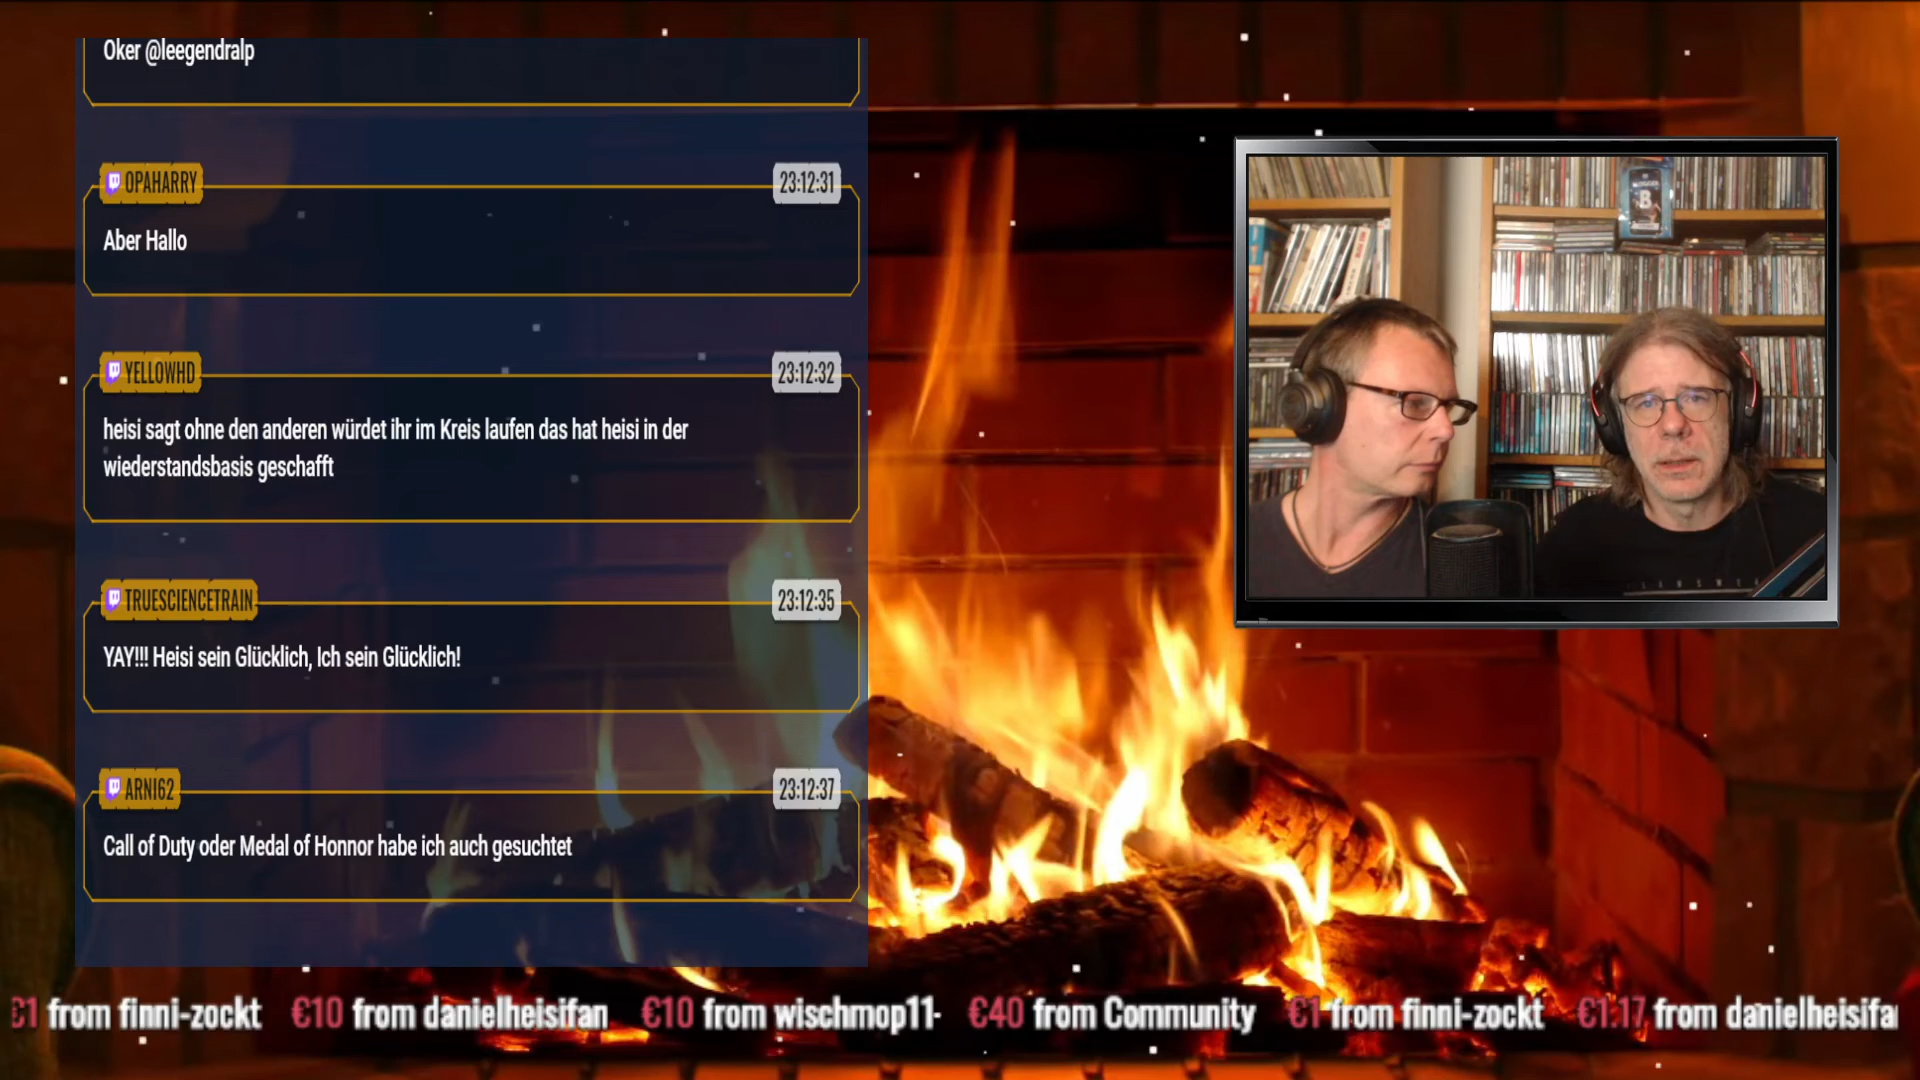 Oker @leegendralp
OPAHARRY 23:12:31
Aber Hallo
YELLOWHD 23:12:32
heisi sagt ohne den anderen würdet ihr im Kreis laufen das hat heisi in der
wiederstandsbasis geschafft
TRUESCIENCETRAIN 23:12:35
YAY!!! Heisi sein Glücklich, Ich sein Glücklich!
ARNI62 23:12:37
Call of Duty oder Medal of Honnor habe ich auch gesuchtet
€1 from finni-zockt €10 from danielheisifan €10 from wischmop11- €40 from Community €1 from finni-zockt €1.17 from danielheisifa